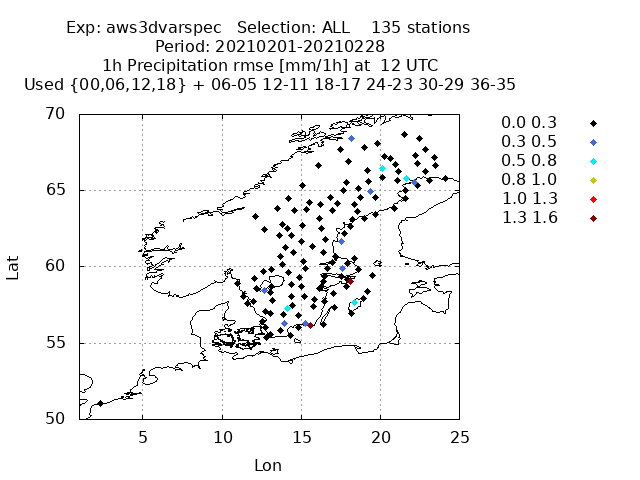 Exp: aws3dvarspec   Selection: ALL    135 stations
Period: 20210201-20210228
1h Precipitation rmse [mm/1h] at  12 UTC
Used {00,06,12,18} + 06-05 12-11 18-17 24-23 30-29 36-35
0.0 0.3
0.3 0.5
0.5 0.8
0.8 1.0
1.0 1.3
1.3 1.6
70
65
60
55
50
Lat
5 10 15 20 25
Lon